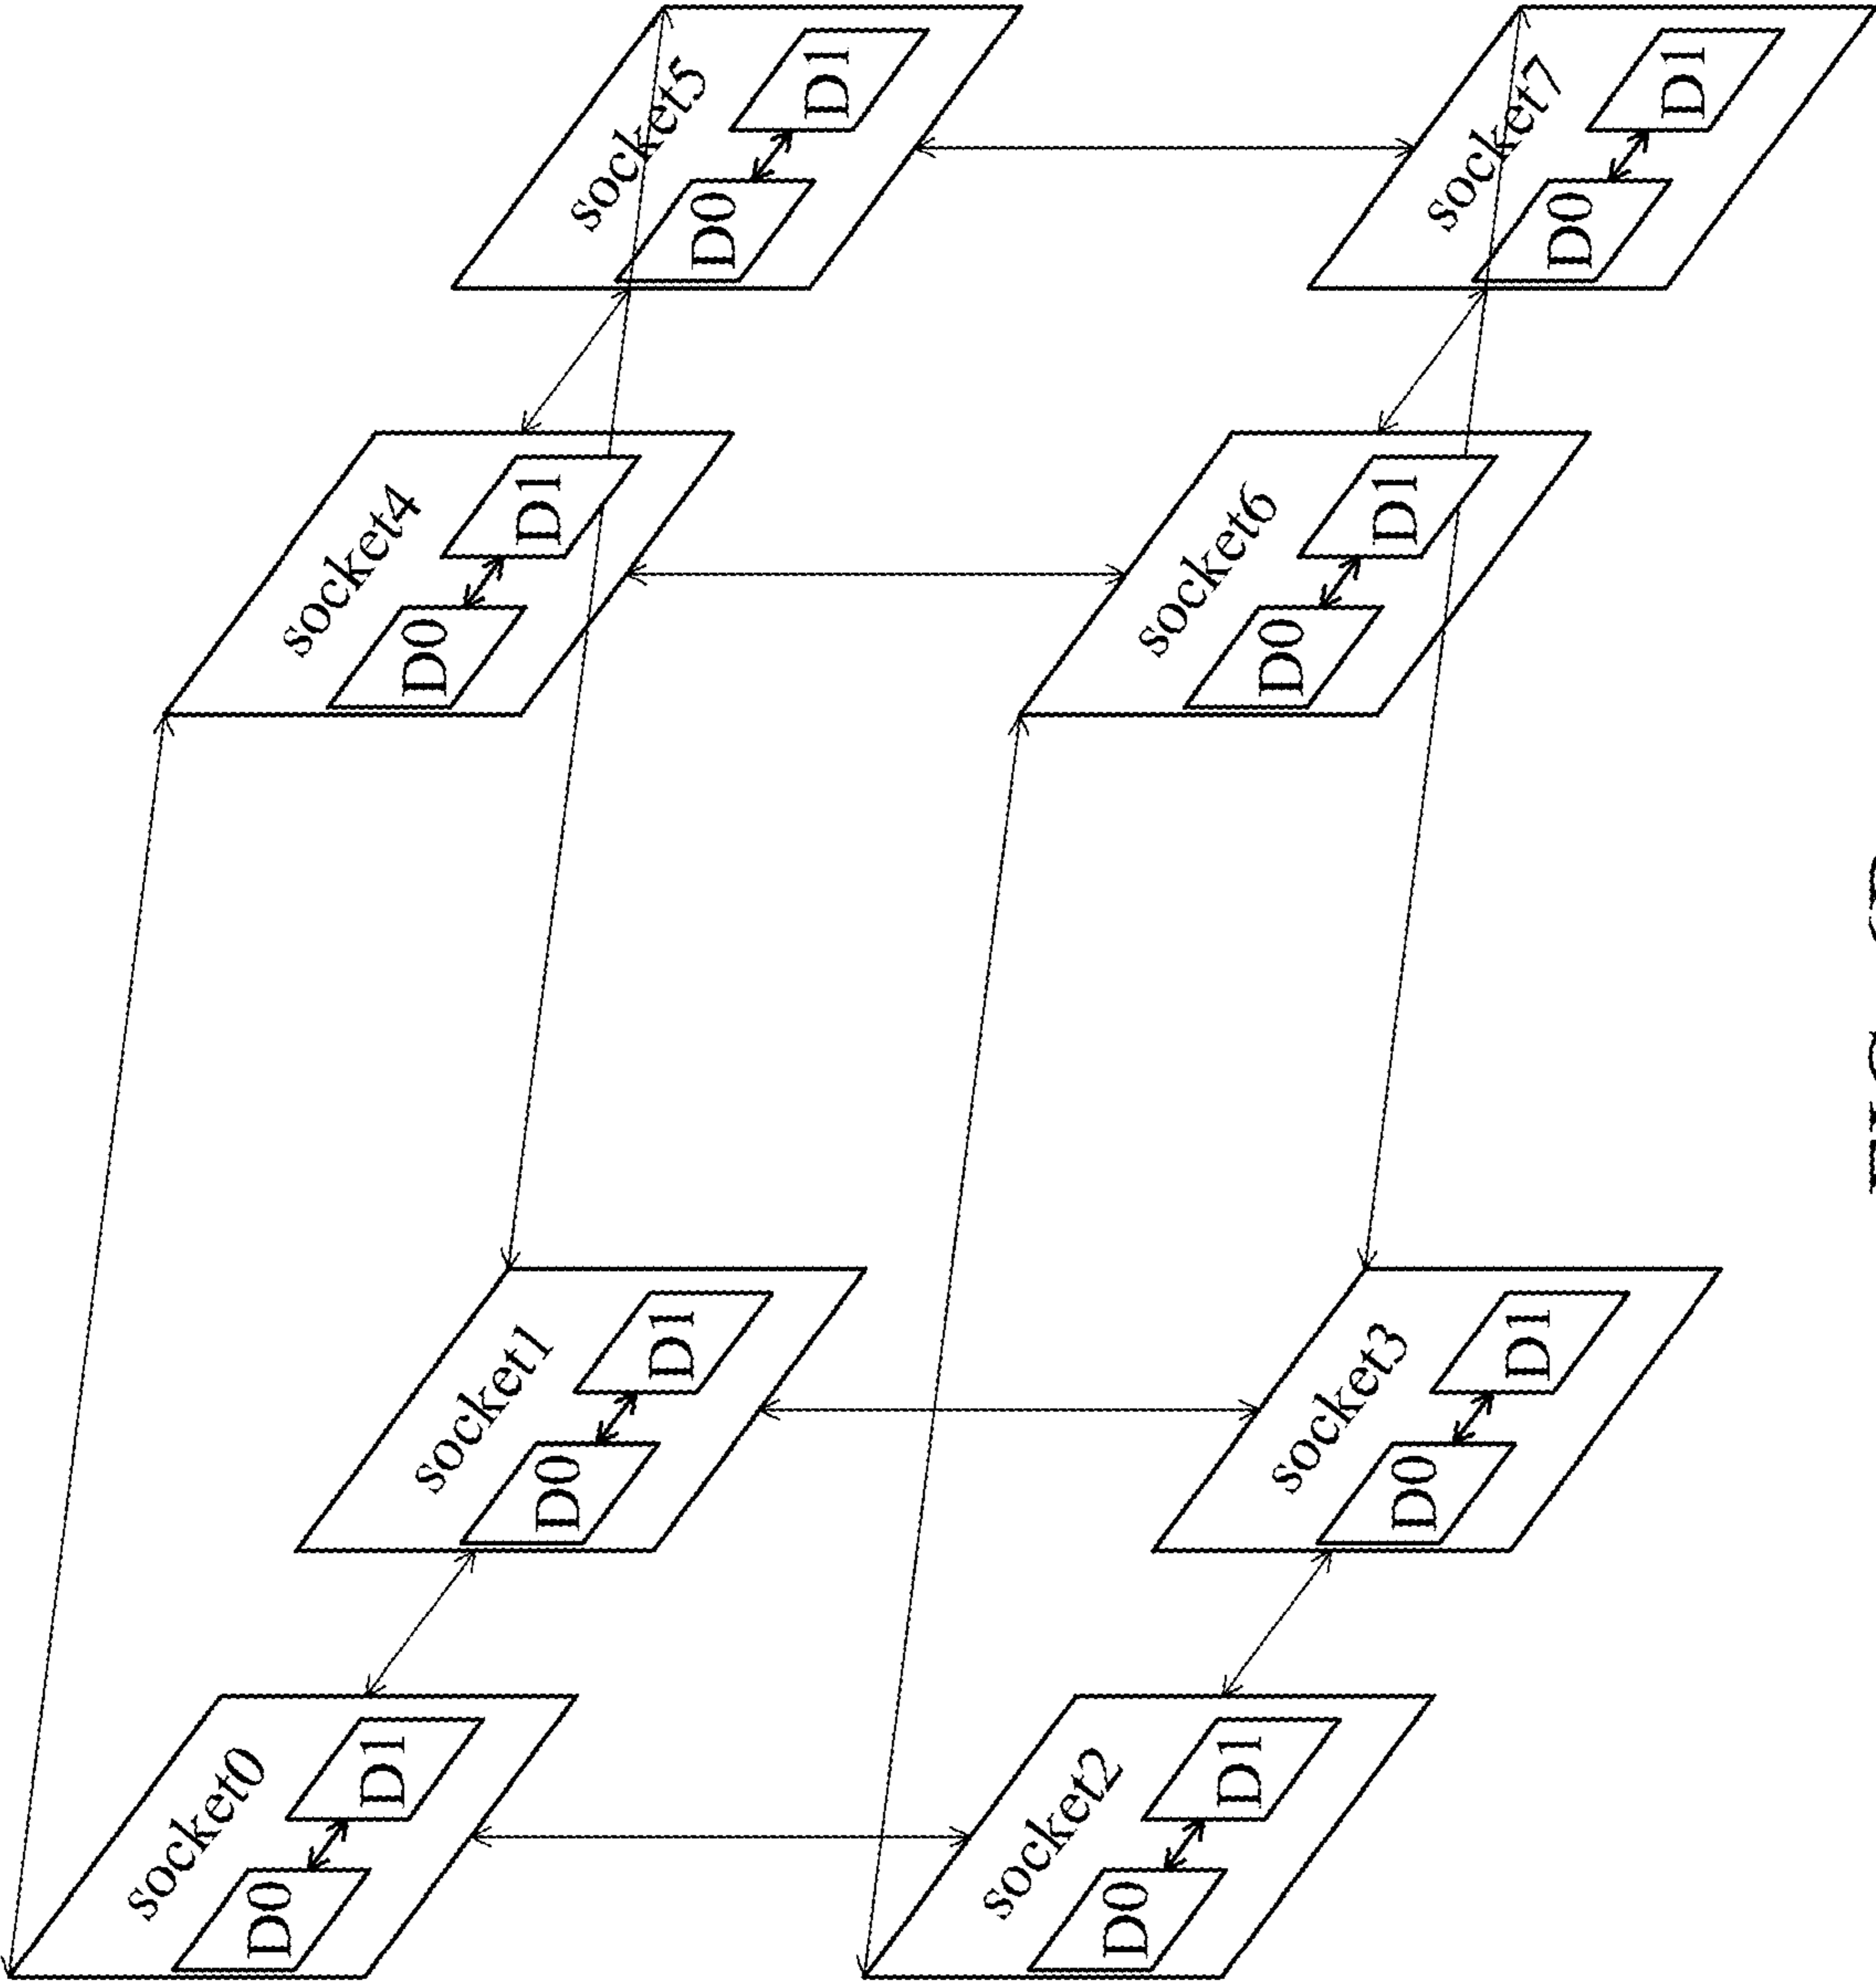 socket0
D0
D1
socket1
D0
D1
socket4
D0
D1
socket5
D0
D1
socket2
D0
D1
socket3
D0
D1
socket6
D0
D1
socket7
D0
D1